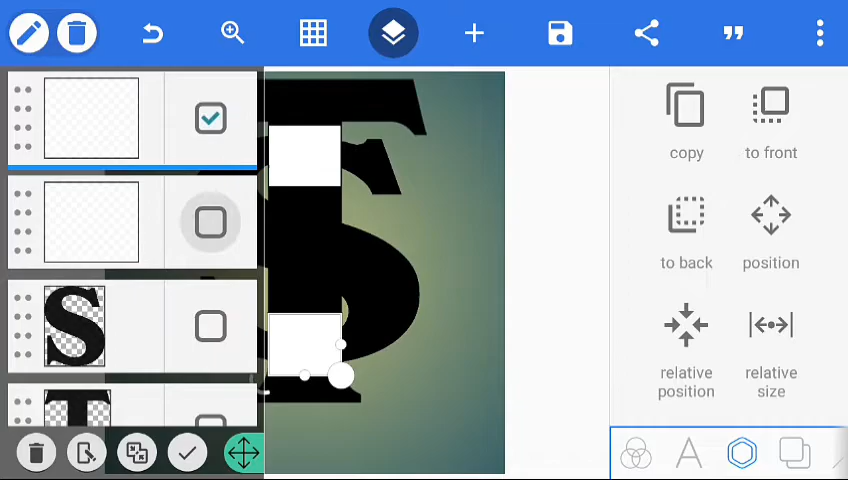 copy
to front
to back
position
relative
position
relative
size
S
T
A